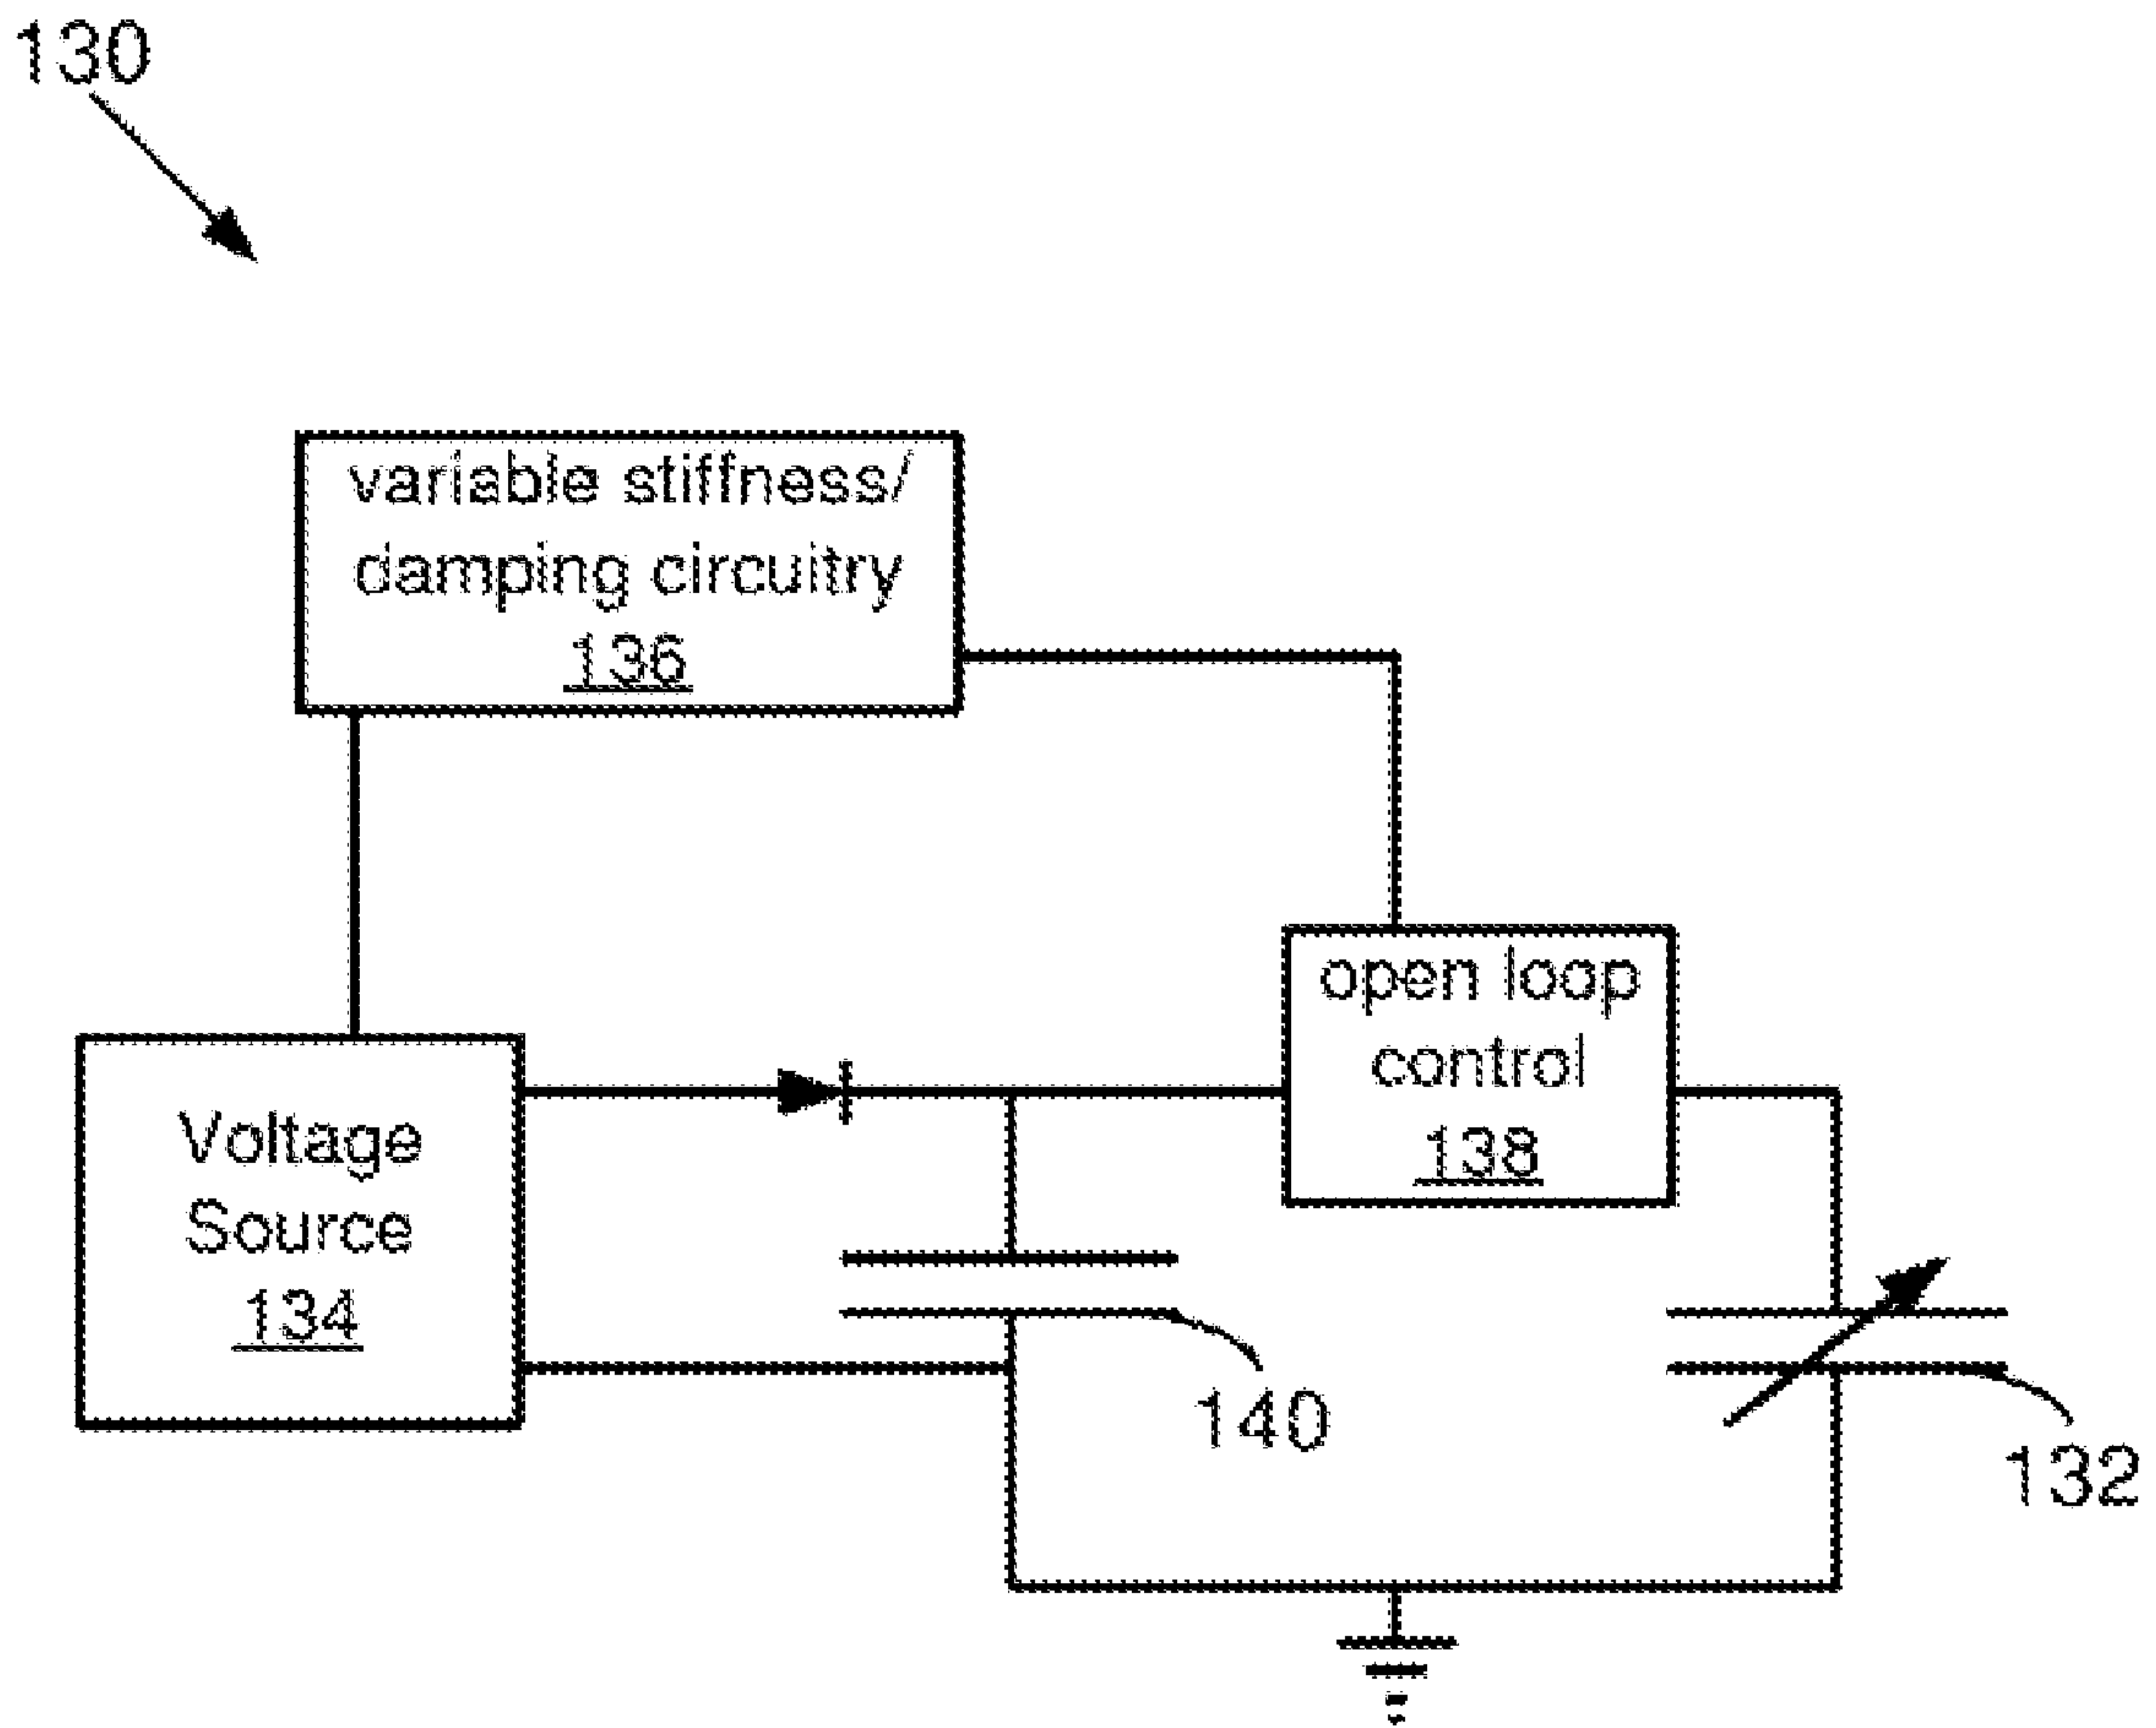 130
variable stiffness/
damping circuitry
136
open loop
control
138
Voltage
Source
134
140
132